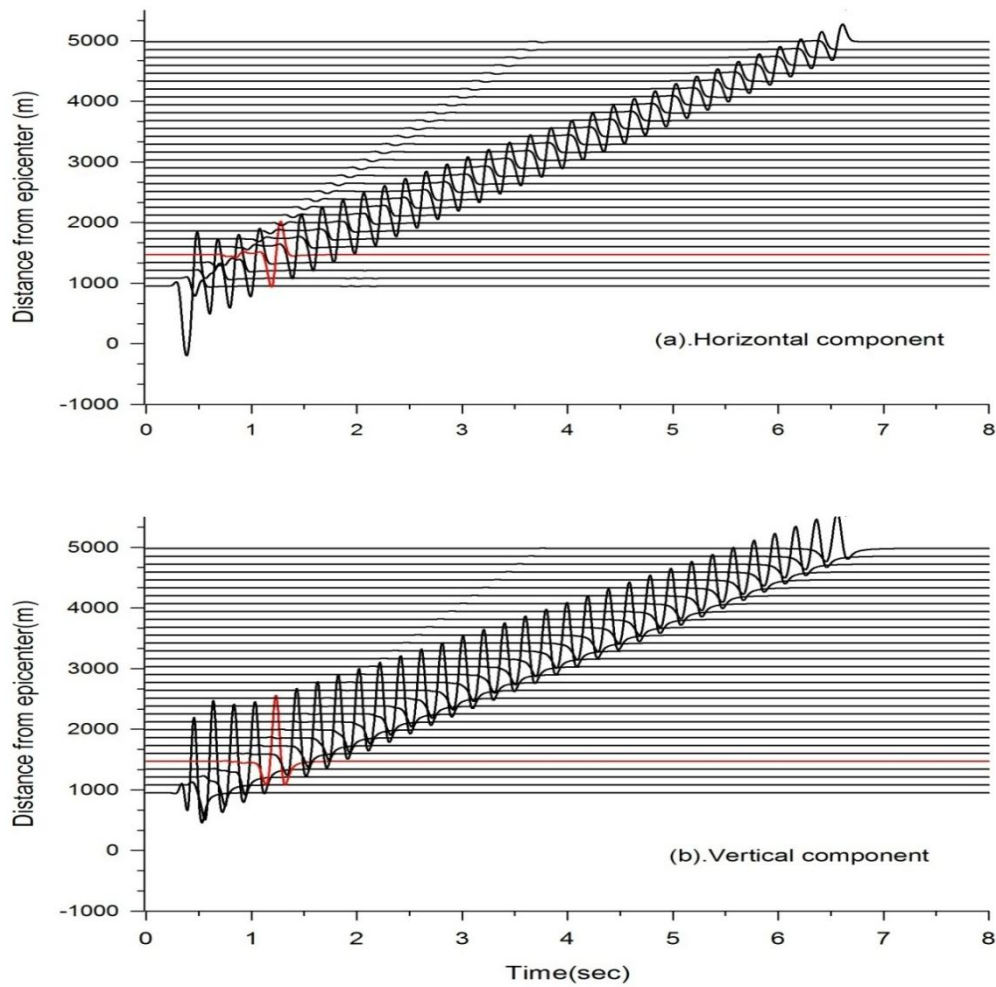 5000
4000
3000
2000
1000
0
-1000
Distance from epicenter (m)
(a).Horizontal component
0 1 2 3 4 5 6 7 8
5000
4000
3000
2000
1000
0
-1000
Distance from epicenter(m)
(b).Vertical component
0 1 2 3 4 5 6 7 8
Time(sec)